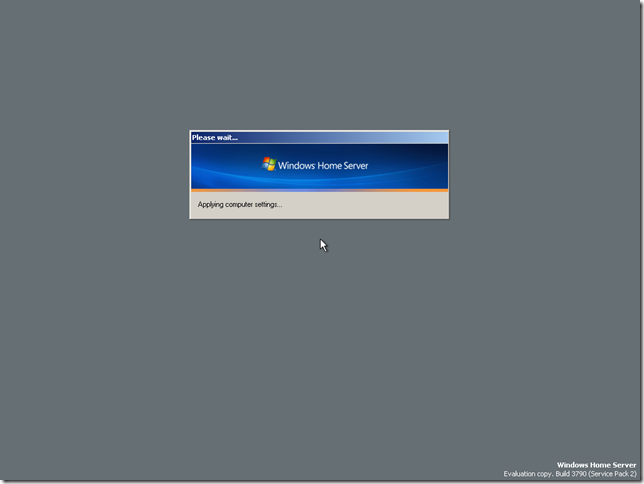 Please wait...
Windows Home Server
Applying computer settings...
Windows Home Server
Evaluation copy. Build 3790 (Service Pack 2)